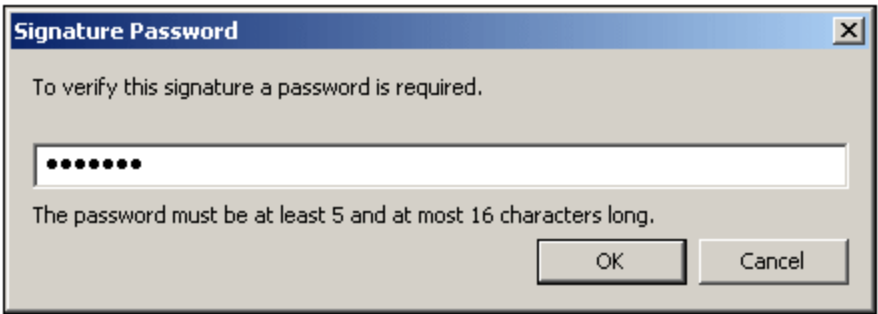 Signature Password
To verify this signature a password is required.
•••••••
The password must be at least 5 and at most 16 characters long.
OK Cancel